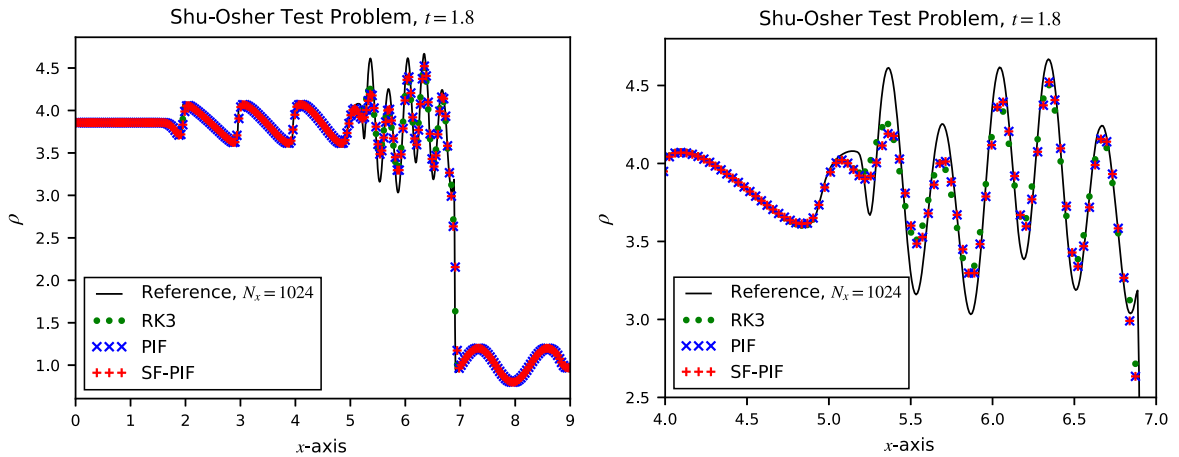 Shu-Osher Test Problem, t = 1.8
4.5
4.0
3.5
3.0
2.5
2.0
1.5
1.0
ρ
Reference, Nₓ = 1024
RK3
PIF
SF-PIF
0 1 2 3 4 5 6 7 8 9
x-axis
Shu-Osher Test Problem, t = 1.8
4.5
4.0
3.5
3.0
2.5
ρ
Reference, Nₓ = 1024
RK3
PIF
SF-PIF
4.0 4.5 5.0 5.5 6.0 6.5 7.0
x-axis